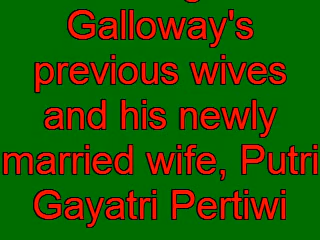 Galloway's
previous wives
and his newly
married wife, Putri
Gayatri Pertiwi